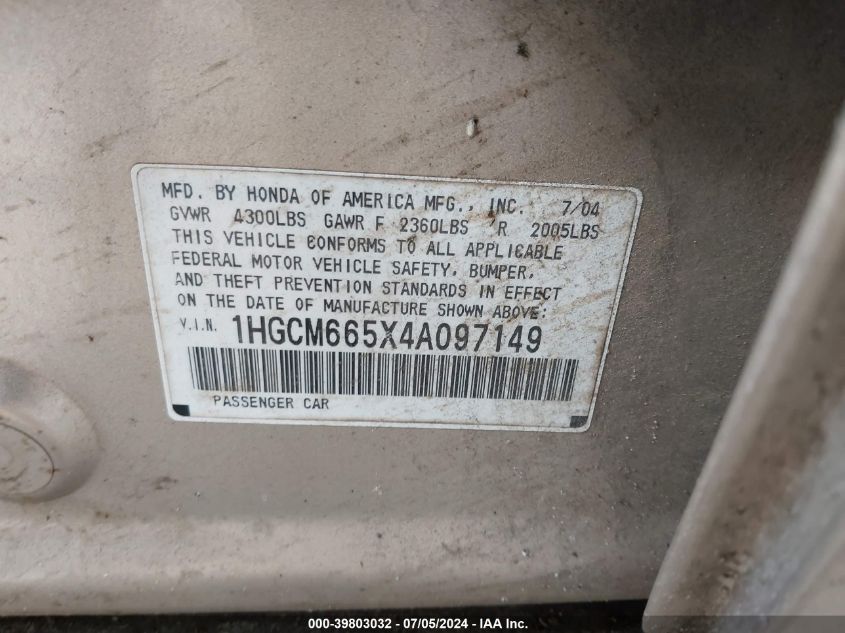 MFD. BY HONDA OF AMERICA MFG., INC. 7/04
GVWR 4300LBS GAWR F 2360LBS R 2005LBS
THIS VEHICLE CONFORMS TO ALL APPLICABLE
FEDERAL MOTOR VEHICLE SAFETY, BUMPER,
AND THEFT PREVENTION STANDARDS IN EFFECT
ON THE DATE OF MANUFACTURE SHOWN ABOVE:
V.I.N. 1HGCM665X4A097149
PASSENGER CAR
000-39803032 - 07/05/2024 - IAA Inc.